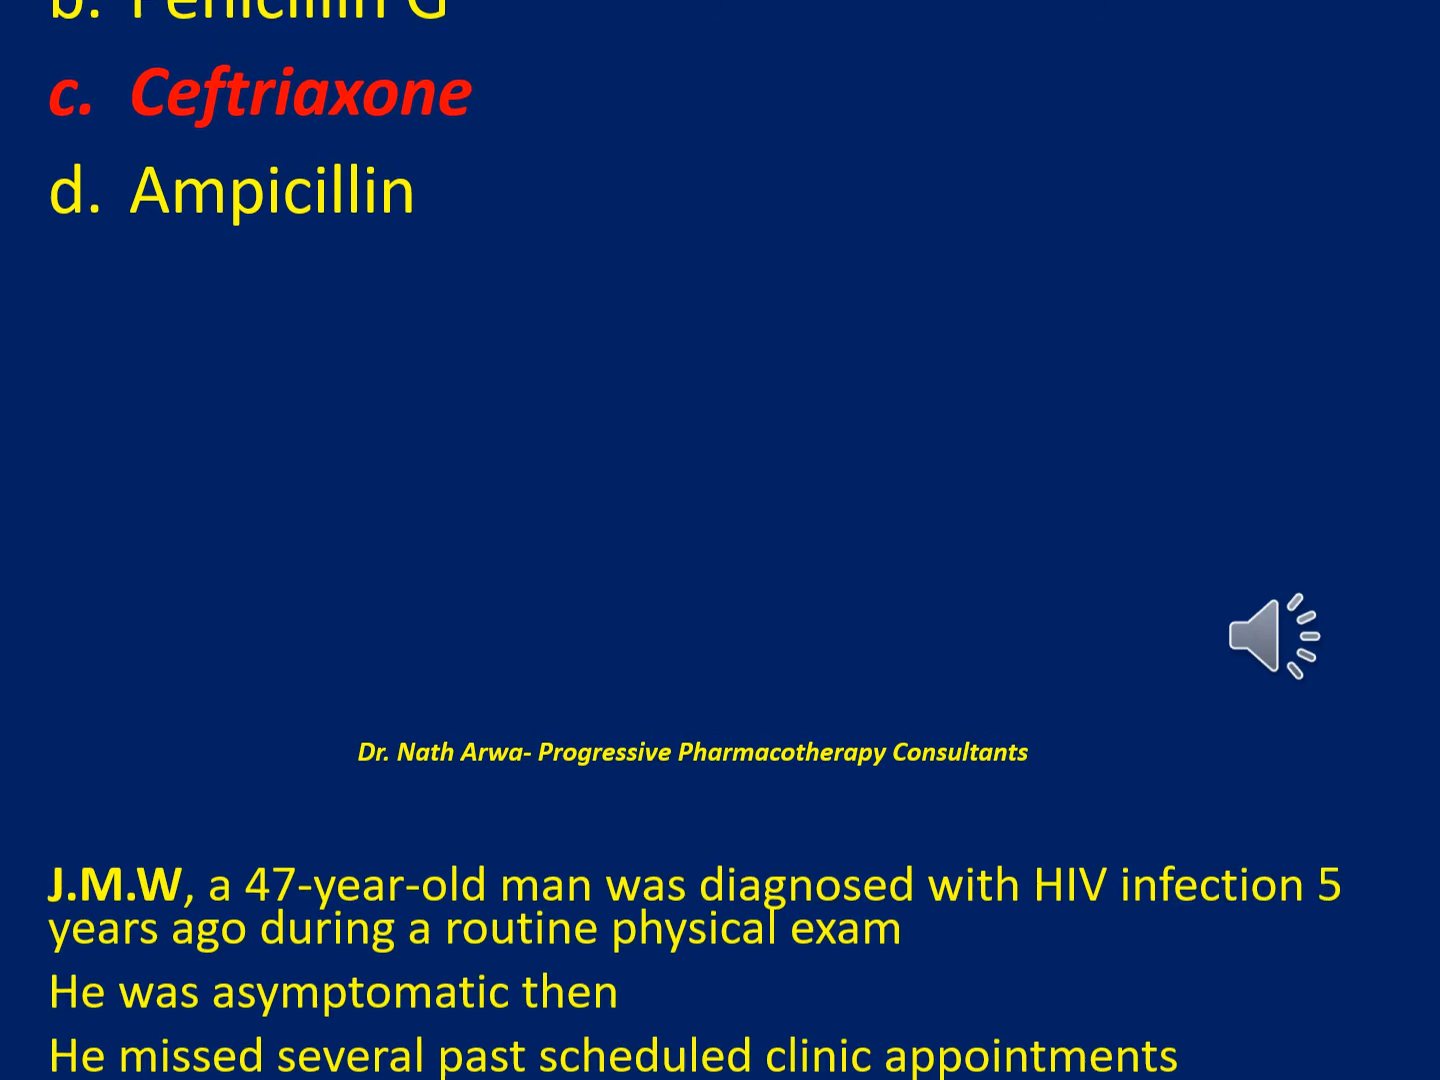 b. Penicillin G
c. Ceftriaxone
d. Ampicillin
Dr. Nath Arwa- Progressive Pharmacotherapy Consultants
J.M.W, a 47-year-old man was diagnosed with HIV infection 5
years ago during a routine physical exam
He was asymptomatic then
He missed several past scheduled clinic appointments